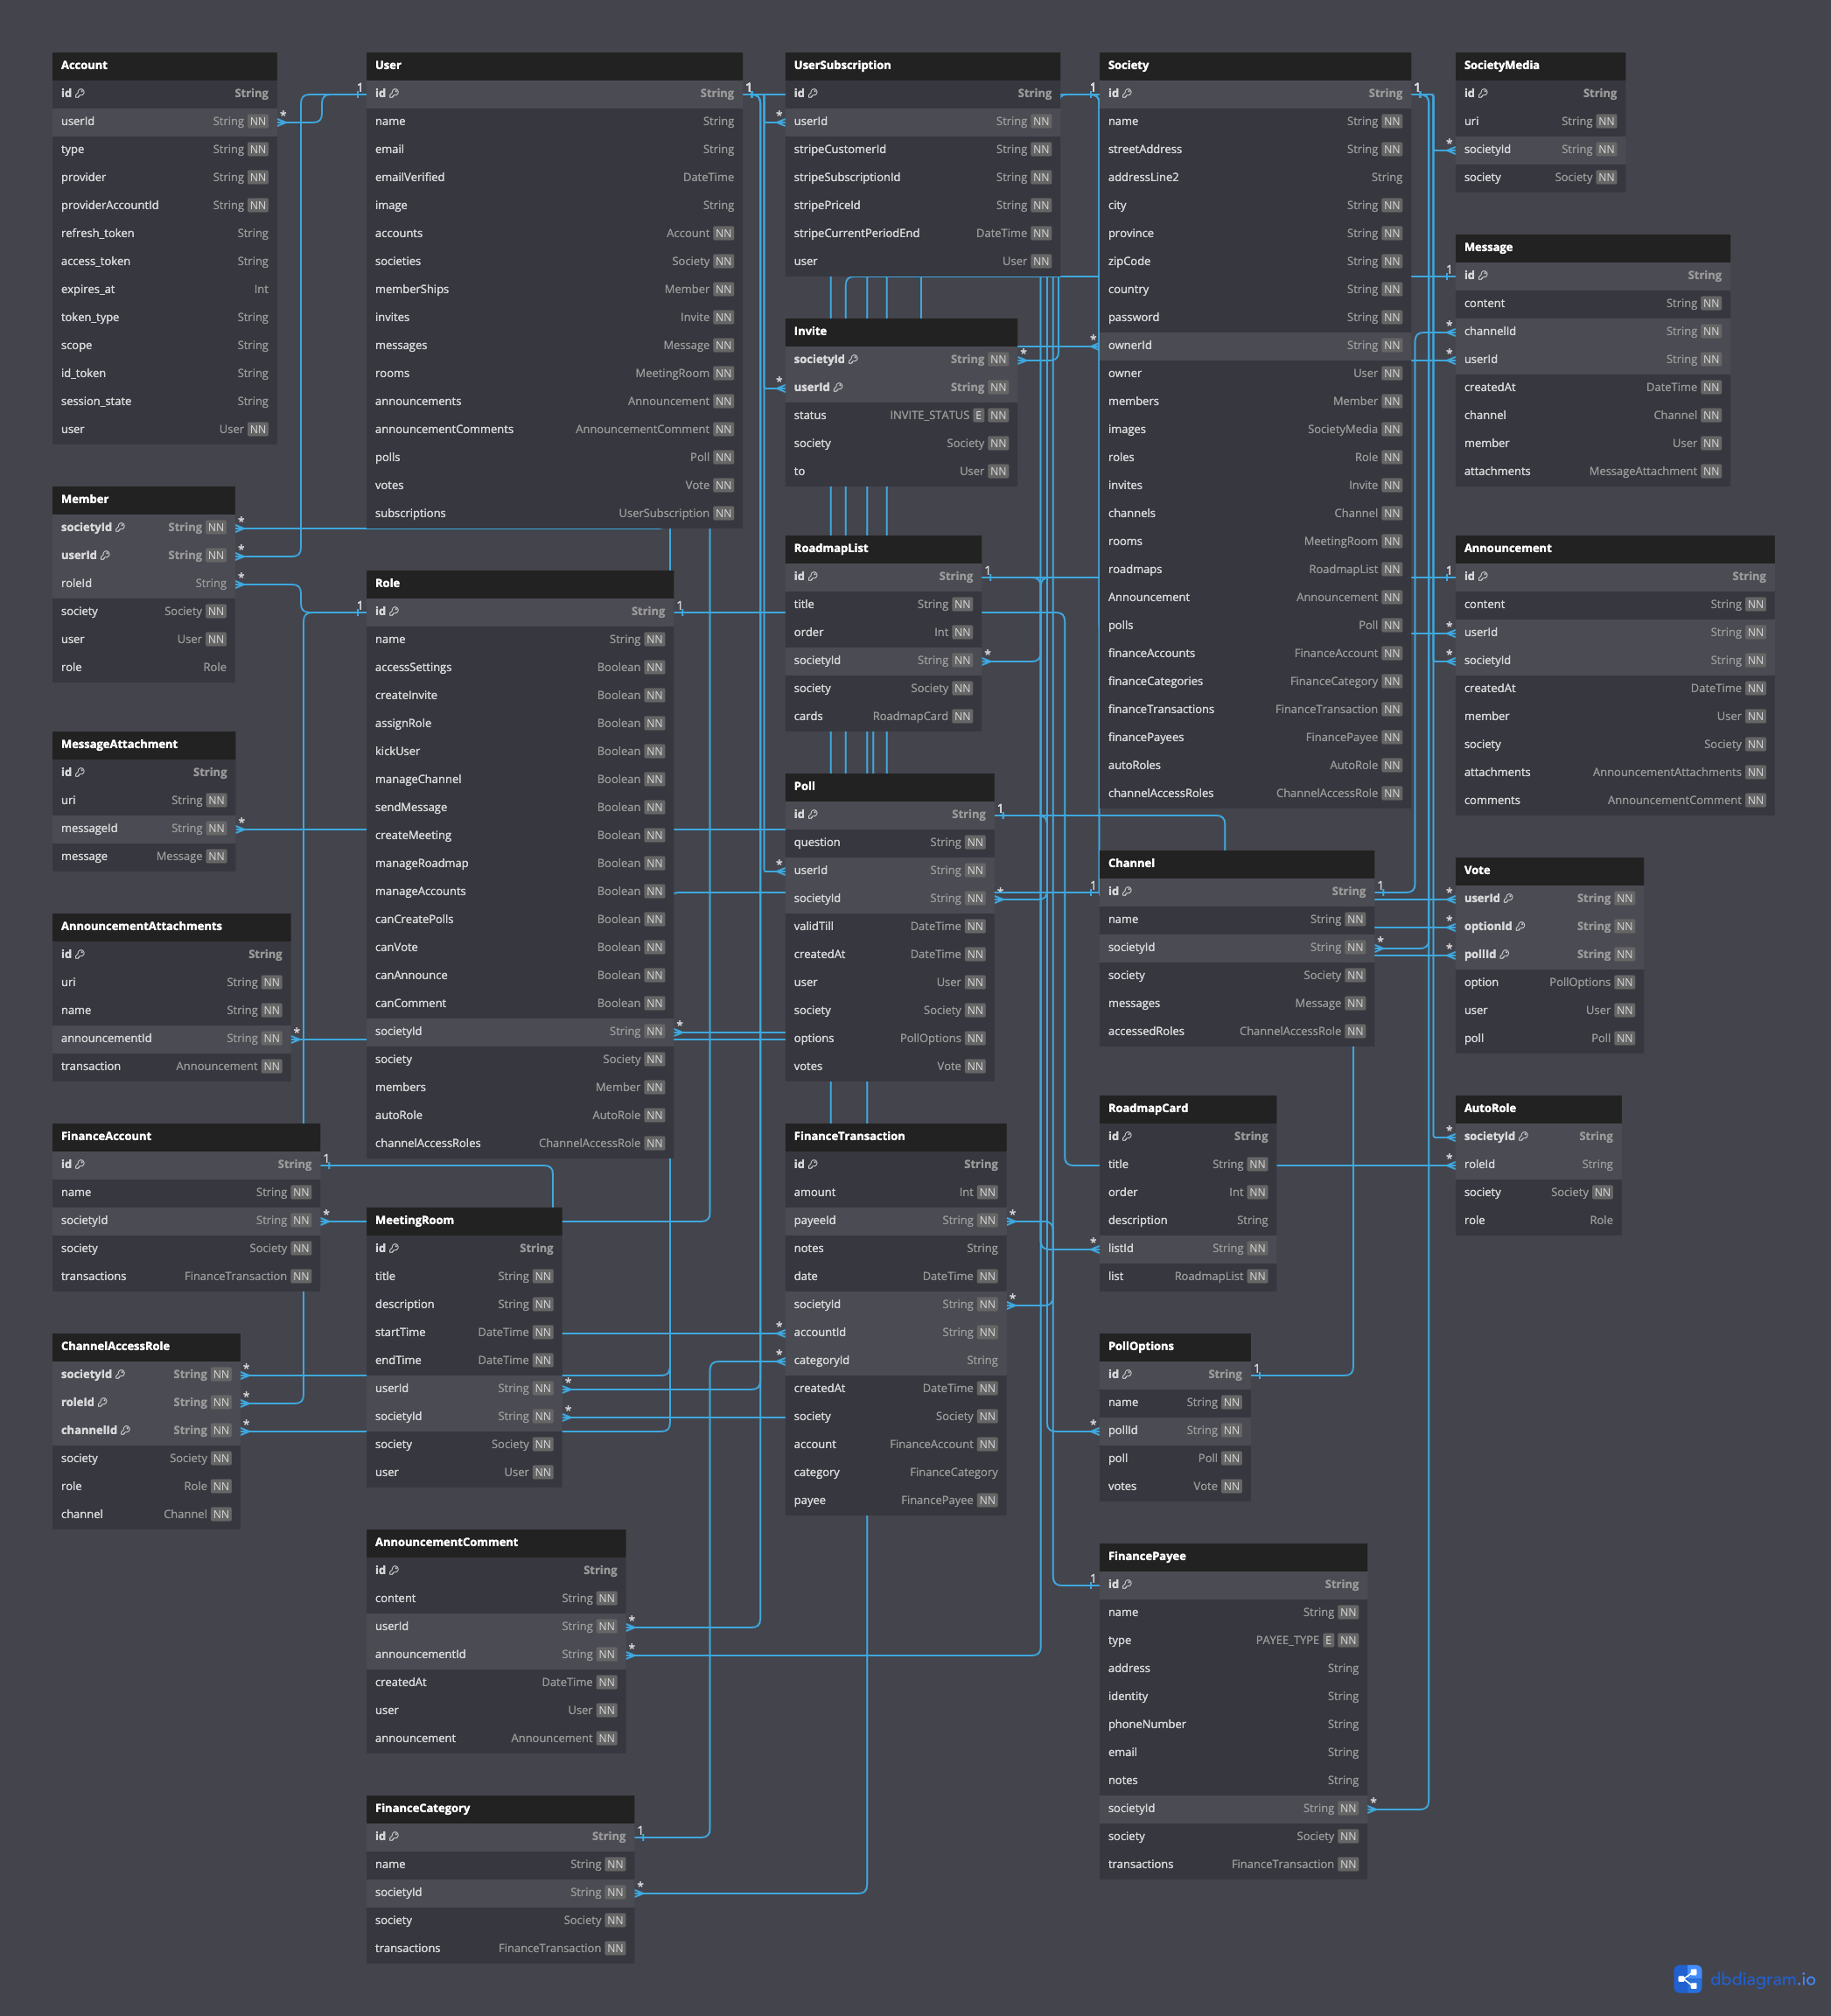 Account
id String
userId String NN
type String NN
provider String NN
providerAccountId String NN
refresh_token String
access_token String
expires_at Int
token_type String
scope String
id_token String
session_state String
user User NN
User
id String
name String
email String
emailVerified DateTime
image String
accounts Account NN
societies Society NN
memberShips Member NN
invites Invite NN
messages Message NN
rooms MeetingRoom NN
announcements Announcement NN
announcementComments AnnouncementComment NN
polls Poll NN
votes Vote NN
subscriptions UserSubscription NN
UserSubscription
id String
userId String NN
stripeCustomerId String NN
stripeSubscriptionId String NN
stripePriceId String NN
stripeCurrentPeriodEnd DateTime NN
user User NN
Society
id String
name String NN
streetAddress String NN
addressLine2 String
city String NN
province String NN
zipCode String NN
country String NN
password String NN
ownerId String NN
owner User NN
members Member NN
images SocietyMedia NN
roles Role NN
invites Invite NN
channels Channel NN
rooms MeetingRoom NN
roadmaps RoadmapList NN
Announcement Announcement NN
polls Poll NN
financeAccounts FinanceAccount NN
financeCategories FinanceCategory NN
financeTransactions FinanceTransaction NN
financePayees FinancePayee NN
autoRoles AutoRole NN
channelAccessRoles ChannelAccessRole NN
SocietyMedia
id String
uri String NN
societyId String NN
society Society NN
Message
id String
content String NN
channelId String NN
userId String NN
createdAt DateTime NN
channel Channel NN
member User NN
attachments MessageAttachment NN
Invite
societyId String NN
userId String NN
status INVITE_STATUS E NN
society Society NN
to User NN
Member
societyId String NN
userId String NN
roleId String
society Society NN
user User NN
role Role
Role
id String
name String NN
accessSettings Boolean NN
createInvite Boolean NN
assignRole Boolean NN
kickUser Boolean NN
manageChannel Boolean NN
sendMessage Boolean NN
createMeeting Boolean NN
manageRoadmap Boolean NN
manageAccounts Boolean NN
canCreatePolls Boolean NN
canVote Boolean NN
canAnnounce Boolean NN
canComment Boolean NN
societyId String NN
society Society NN
members Member NN
autoRole AutoRole NN
channelAccessRoles ChannelAccessRole NN
RoadmapList
id String
title String NN
order Int NN
societyId String NN
society Society NN
cards RoadmapCard NN
Announcement
id String
content String NN
userId String NN
societyId String NN
createdAt DateTime NN
member User NN
society Society NN
attachments AnnouncementAttachments NN
comments AnnouncementComment NN
MessageAttachment
id String
uri String NN
messageId String NN
message Message NN
Poll
id String
question String NN
userId String NN
societyId String NN
validTill DateTime NN
createdAt DateTime NN
user User NN
society Society NN
options PollOptions NN
votes Vote NN
Channel
id String
name String NN
societyId String NN
society Society NN
messages Message NN
accessedRoles ChannelAccessRole NN
Vote
userId String NN
optionId String NN
pollId String NN
option PollOptions NN
user User NN
poll Poll NN
AnnouncementAttachments
id String
uri String NN
name String NN
announcementId String NN
transaction Announcement NN
FinanceAccount
id String
name String NN
societyId String NN
society Society NN
transactions FinanceTransaction NN
MeetingRoom
id String
title String NN
description String NN
startTime DateTime NN
endTime DateTime NN
userId String NN
societyId String NN
society Society NN
user User NN
FinanceTransaction
id String
amount Int NN
payeeId String NN
notes String
date DateTime NN
societyId String NN
accountId String NN
categoryId String
createdAt DateTime NN
society Society NN
account FinanceAccount NN
category FinanceCategory
payee FinancePayee NN
RoadmapCard
id String
title String NN
order Int NN
description String
listId String NN
list RoadmapList NN
AutoRole
societyId String
roleId String
society Society NN
role Role
ChannelAccessRole
societyId String NN
roleId String NN
channelId String NN
society Society NN
role Role NN
channel Channel NN
PollOptions
id String
name String NN
pollId String NN
poll Poll NN
votes Vote NN
AnnouncementComment
id String
content String NN
userId String NN
announcementId String NN
createdAt DateTime NN
user User NN
announcement Announcement NN
FinancePayee
id String
name String NN
type PAYEE_TYPE E NN
address String
identity String
phoneNumber String
email String
notes String
societyId String NN
society Society NN
transactions FinanceTransaction NN
FinanceCategory
id String
name String NN
societyId String NN
society Society NN
transactions FinanceTransaction NN
dbdiagram.io